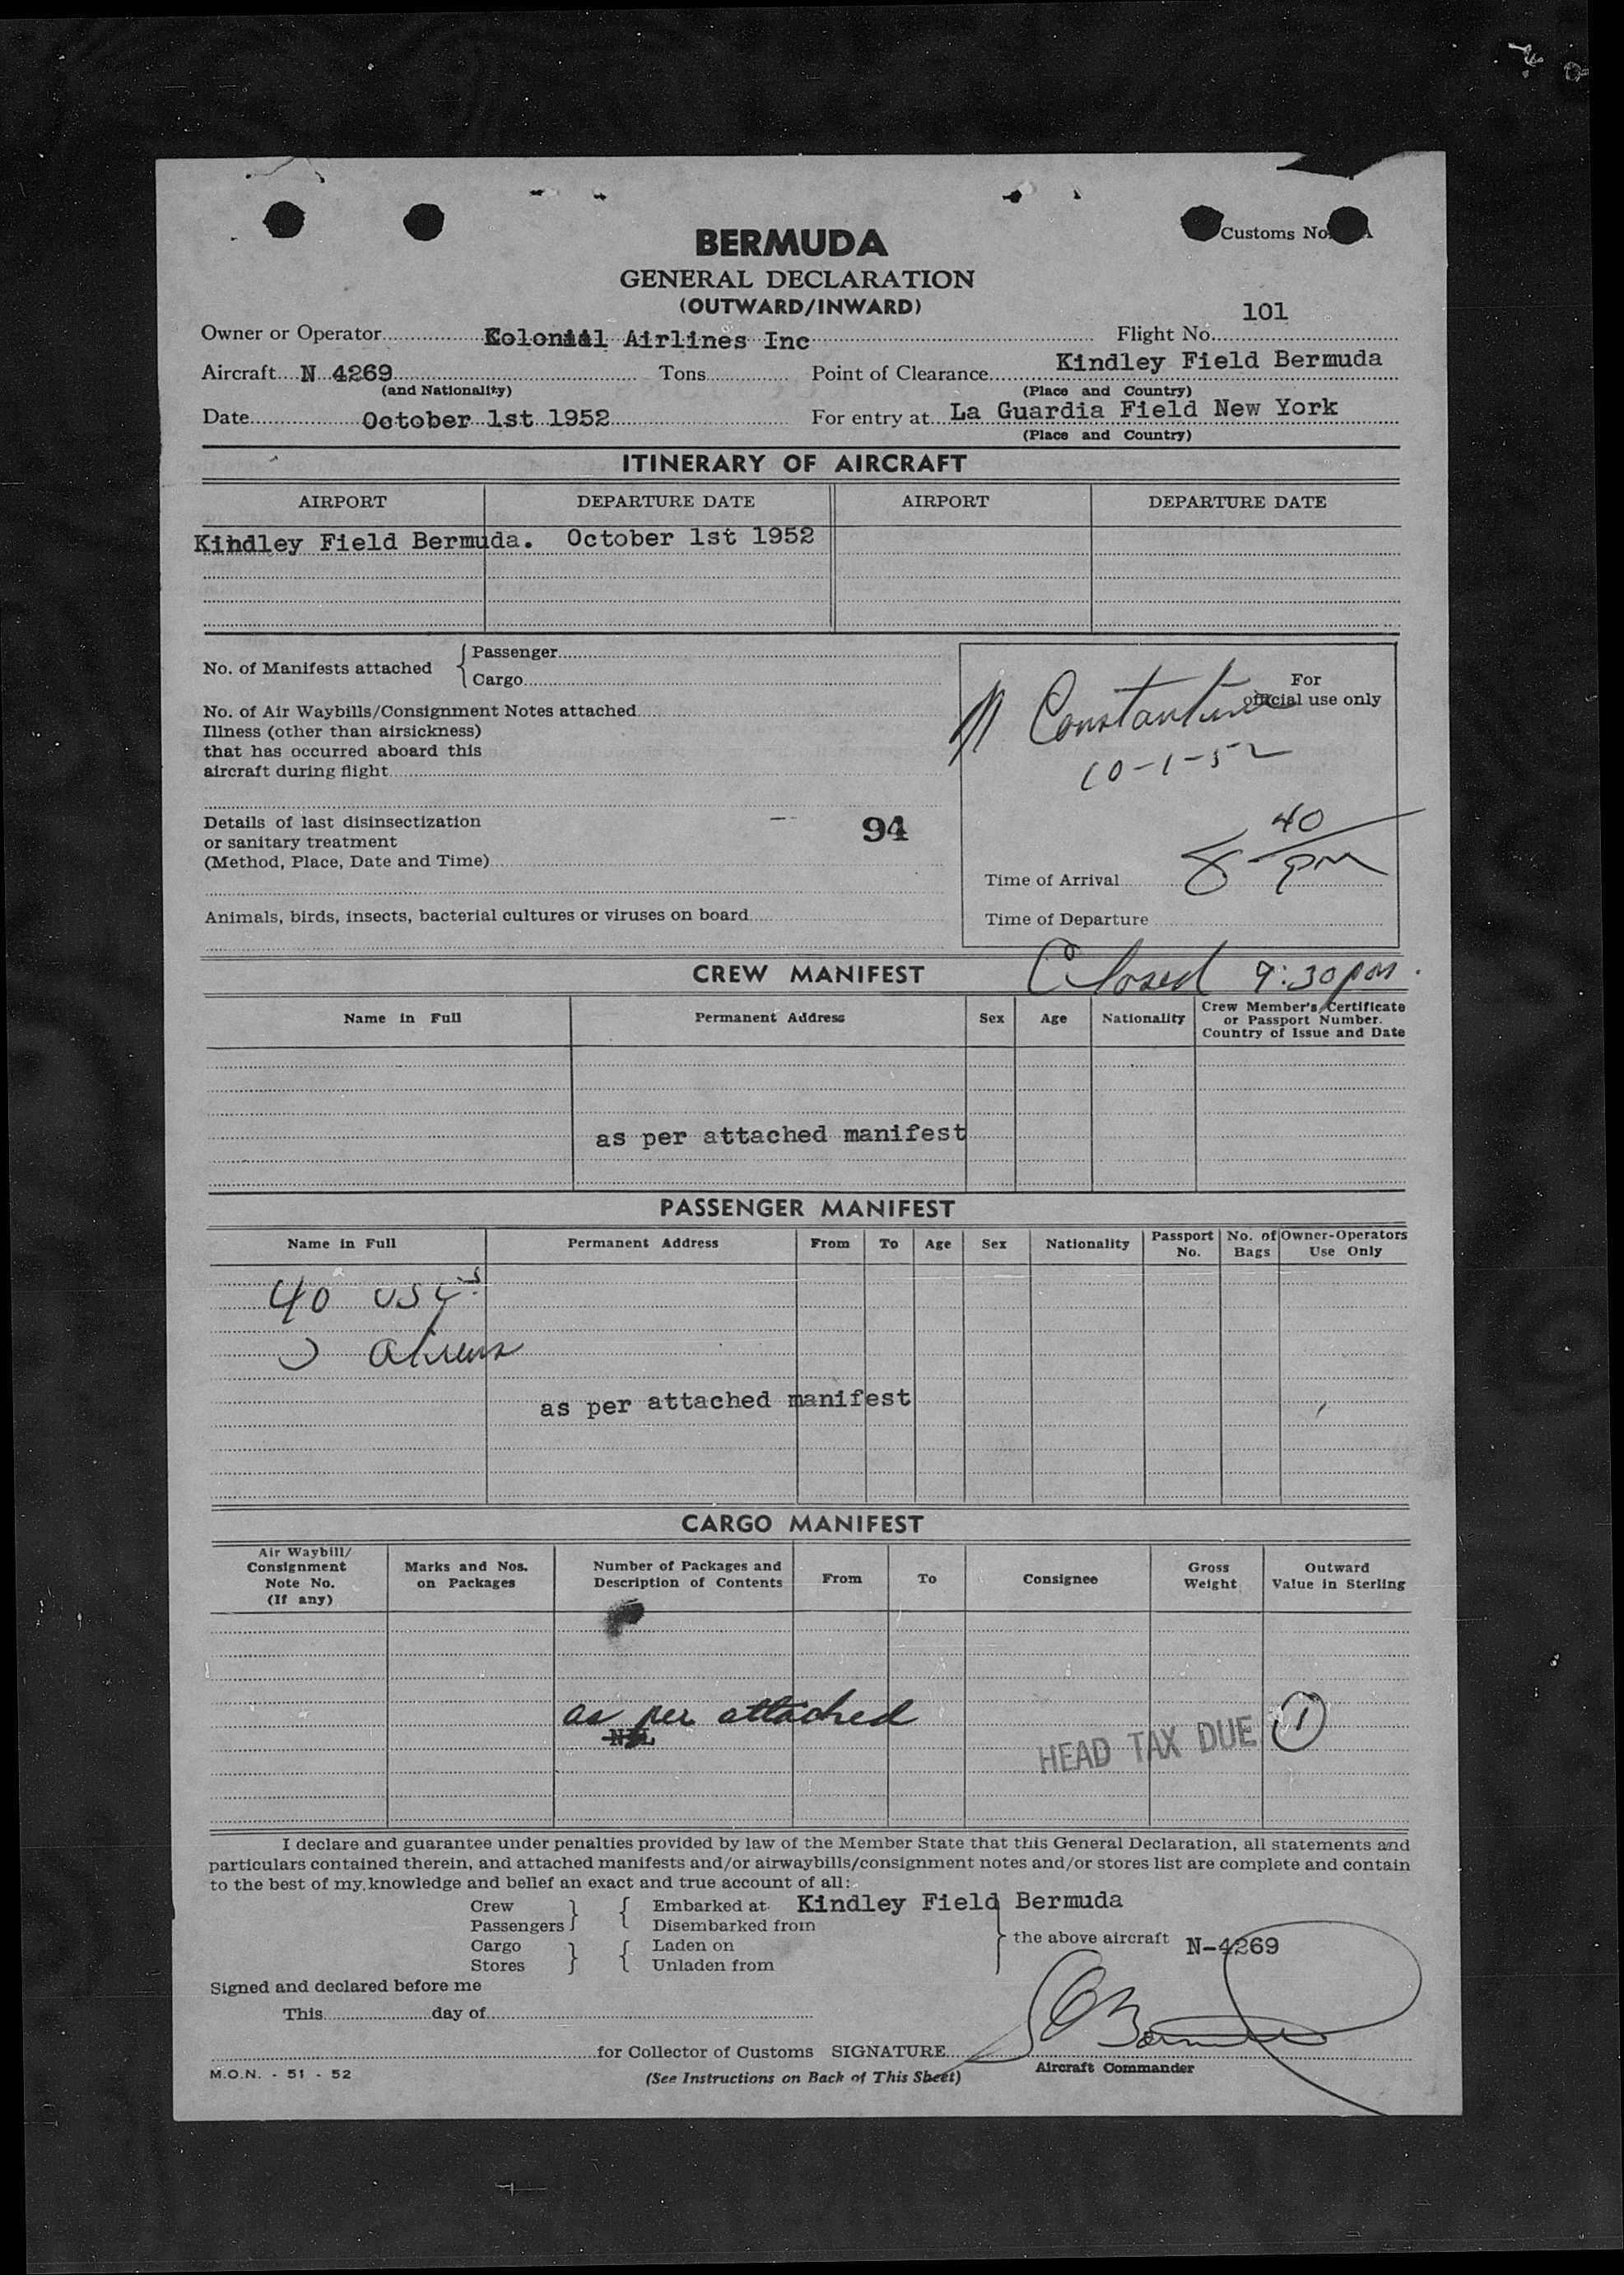 Customs No.
BERMUDA
GENERAL DECLARATION
(OUTWARD/INWARD)
101
Owner or Operator Kolonial Airlines Inc Flight No.
Aircraft N 4269 Tons Point of Clearance Kindley Field Bermuda
(and Nationality) (Place and Country)
Date October 1st 1952 For entry at La Guardia Field New York
(Place and Country)
ITINERARY OF AIRCRAFT
AIRPORT DEPARTURE DATE AIRPORT DEPARTURE DATE
Kindley Field Bermuda. October 1st 1952
No. of Manifests attached { Passenger
Cargo
For
official use only
Constantine
10-1-52
No. of Air Waybills/Consignment Notes attached
Illness (other than airsickness)
that has occurred aboard this
aircraft during flight
Details of last disinsectization
or sanitary treatment
(Method, Place, Date and Time)
94
Time of Arrival 8 40 pm
Animals, birds, insects, bacterial cultures or viruses on board
Time of Departure
CREW MANIFEST Closed 9:30 pm.
Name in Full Permanent Address Sex Age Nationality Crew Member's Certificate or Passport Number. Country of Issue and Date
as per attached manifest
PASSENGER MANIFEST
Name in Full Permanent Address From To Age Sex Nationality Passport No. No. of Bags Owner-Operators Use Only
40 USC's
as per attached manifest
CARGO MANIFEST
Air Waybill/ Consignment Note No. (If any) Marks and Nos. on Packages Number of Packages and Description of Contents From To Consignee Gross Weight Outward Value in Sterling
as per attached
NIL
HEAD TAX DUE 1
I declare and guarantee under penalties provided by law of the Member State that this General Declaration, all statements and
particulars contained therein, and attached manifests and/or airwaybills/consignment notes and/or stores list are complete and contain
to the best of my knowledge and belief an exact and true account of all:
Crew } { Embarked at Kindley Field Bermuda
Passengers Disembarked from
the above aircraft N-4269
Cargo } { Laden on
Stores Unladen from
Signed and declared before me
This day of
for Collector of Customs SIGNATURE
M.O.N. - 51 - 52 (See Instructions on Back of This Sheet) Aircraft Commander